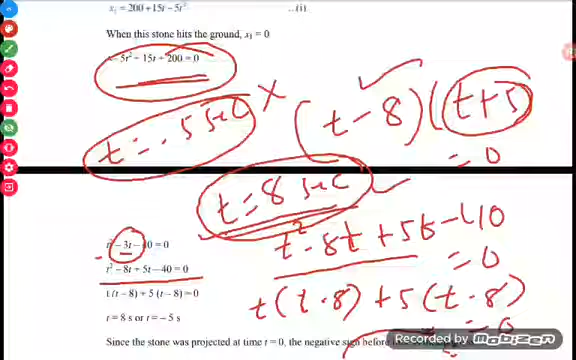 x₁ = 200 + 15t − 5t² ...(i)
When this stone hits the ground, x₁ = 0
− 5t² − 15t + 200 = 0
t = - 5 sec ×
(t - 8) (t + 5) = 0
t = 8 sec
t² - 8t + 5t - 40 = 0
t² − 3t − 40 = 0
t² − 8t + 5t − 40 = 0
t (t - 8) + 5 (t - 8) = 0
t (t − 8) + 5 (t − 8) = 0
t = 8 s or t = − 5 s
Since the stone was projected at time t = 0, the negative sign before
RECORDED WITH
MOBIZEN